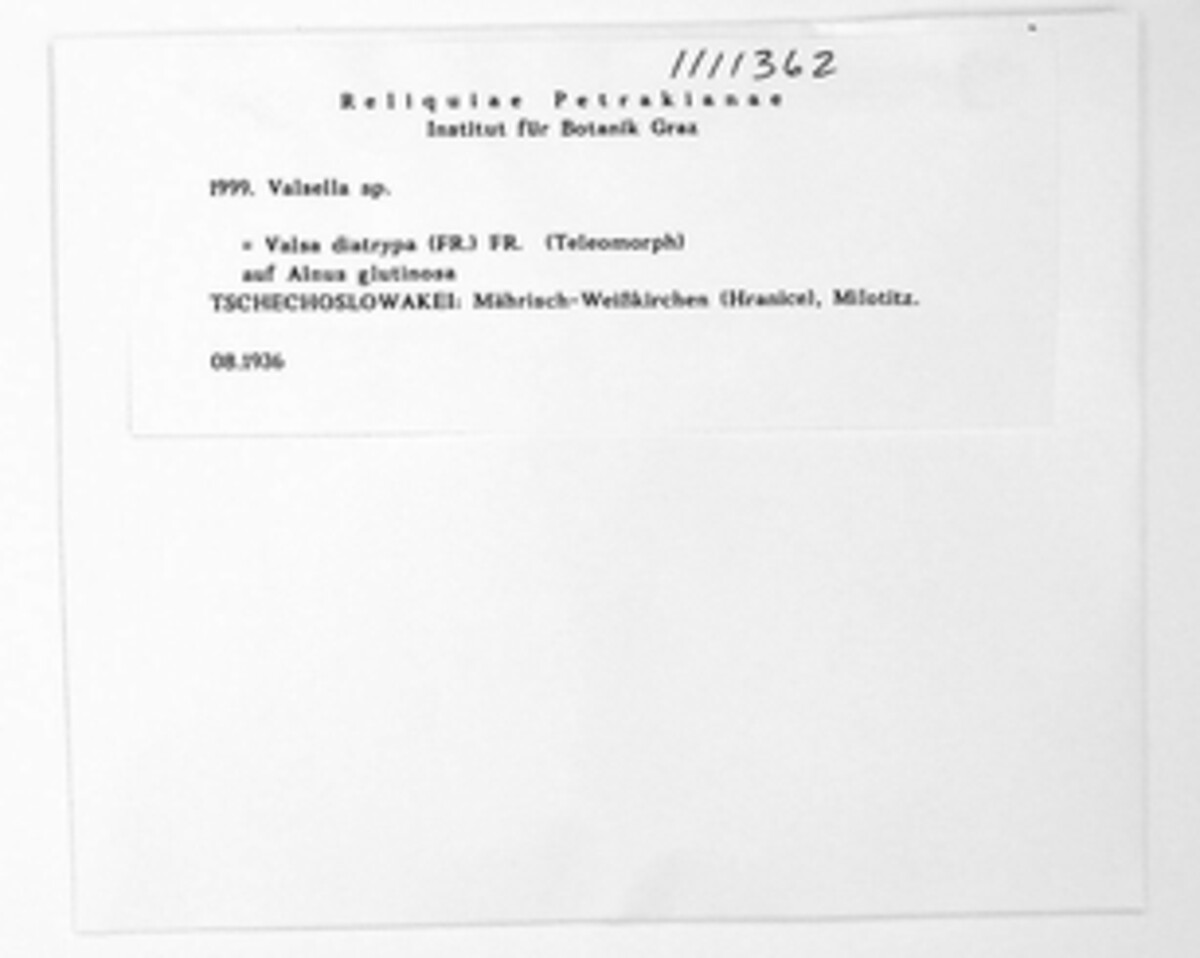 1111362
Reliquiae Petrakianae
Institut für Botanik Graz
1999. Valsella sp.
= Valsa diatrypa (FR.) FR. (Teleomorph)
auf Alnus glutinosa
TSCHECHOSLOWAKEI: Mährisch-Weißkirchen (Hranice), Milotitz.
08.1936